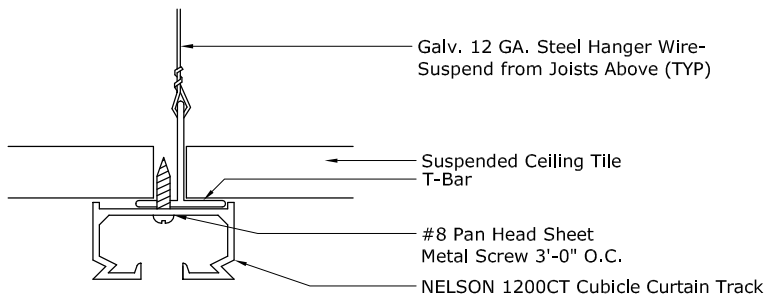 Galv. 12 GA. Steel Hanger Wire-
Suspend from Joists Above (TYP)
Suspended Ceiling Tile
T-Bar
#8 Pan Head Sheet
Metal Screw 3'-0" O.C.
NELSON 1200CT Cubicle Curtain Track